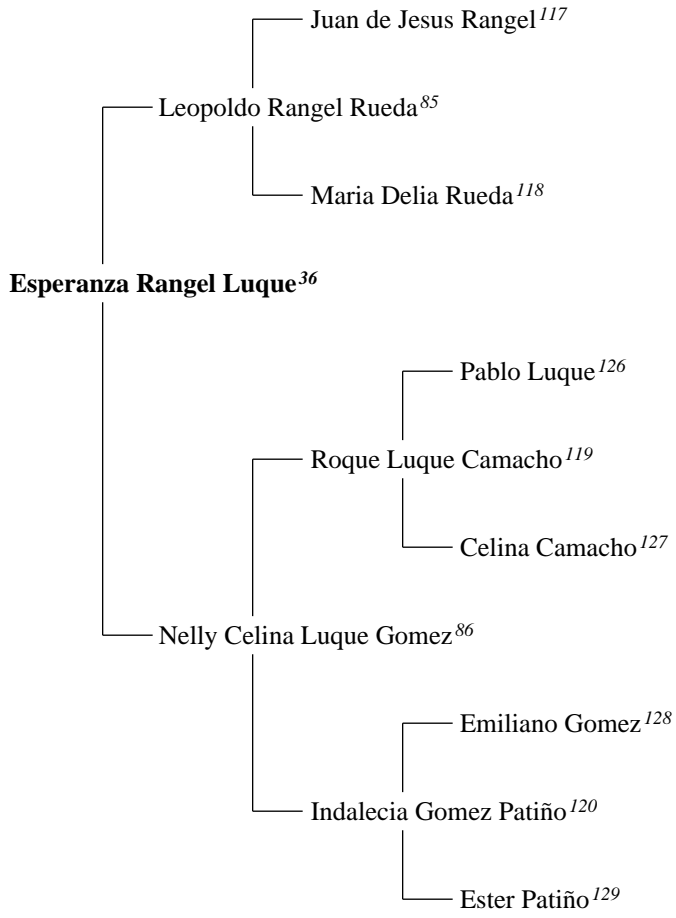 Juan de Jesus Rangel117
Leopoldo Rangel Rueda85
Maria Delia Rueda118
Esperanza Rangel Luque36
Pablo Luque126
Roque Luque Camacho119
Celina Camacho127
Nelly Celina Luque Gomez86
Emiliano Gomez128
Indalecia Gomez Patiño120
Ester Patiño129